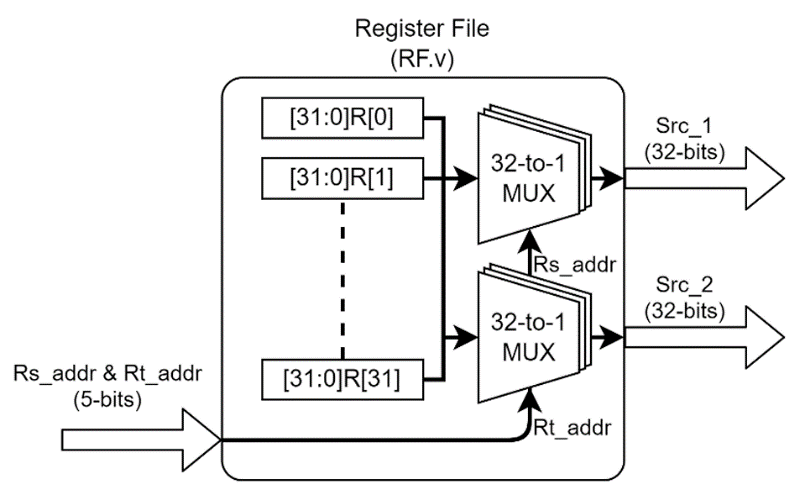 Register File
(RF.v)
[31:0]R[0]
[31:0]R[1]
[31:0]R[31]
32-to-1
MUX
Rs_addr
32-to-1
MUX
Rt_addr
Src_1
(32-bits)
Src_2
(32-bits)
Rs_addr & Rt_addr
(5-bits)